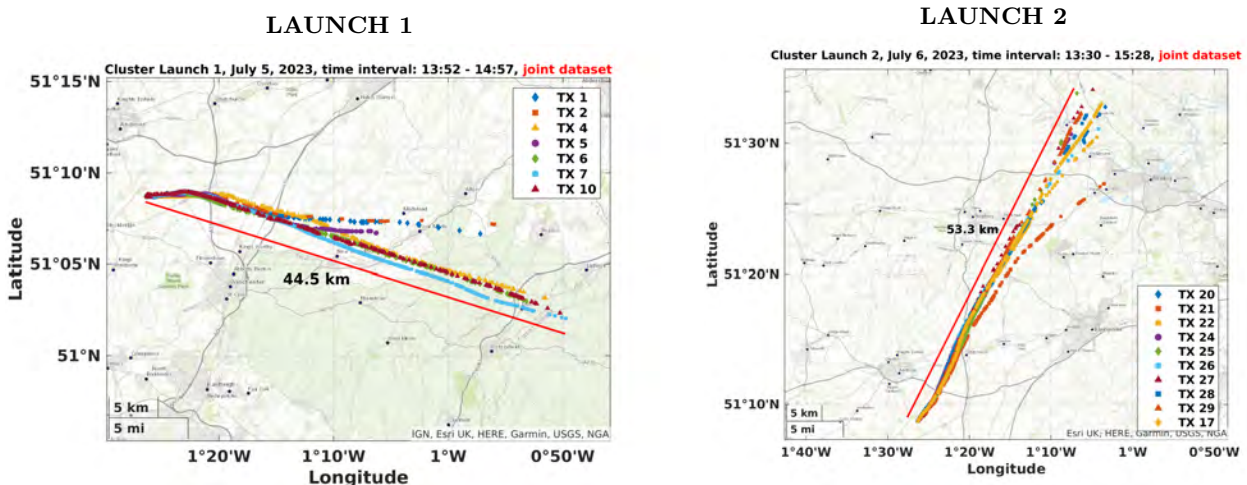 LAUNCH 1
Cluster Launch 1, July 5, 2023, time interval: 13:52 - 14:57, joint dataset
51°15'N
51°10'N
51°05'N
51°N
Latitude
TX 1
TX 2
TX 4
TX 5
TX 6
TX 7
TX 10
44.5 km
5 km
5 mi
IGN, Esri UK, HERE, Garmin, USGS, NGA
1°20'W
1°10'W
1°W
0°50'W
Longitude
LAUNCH 2
Cluster Launch 2, July 6, 2023, time interval: 13:30 - 15:28, joint dataset
51°30'N
51°20'N
51°10'N
Latitude
53.3 km
TX 20
TX 21
TX 22
TX 24
TX 25
TX 26
TX 27
TX 28
TX 29
TX 17
5 km
5 mi
Esri UK, HERE, Garmin, USGS, NGA
1°40'W
1°30'W
1°20'W
1°10'W
1°W
0°50'W
Longitude